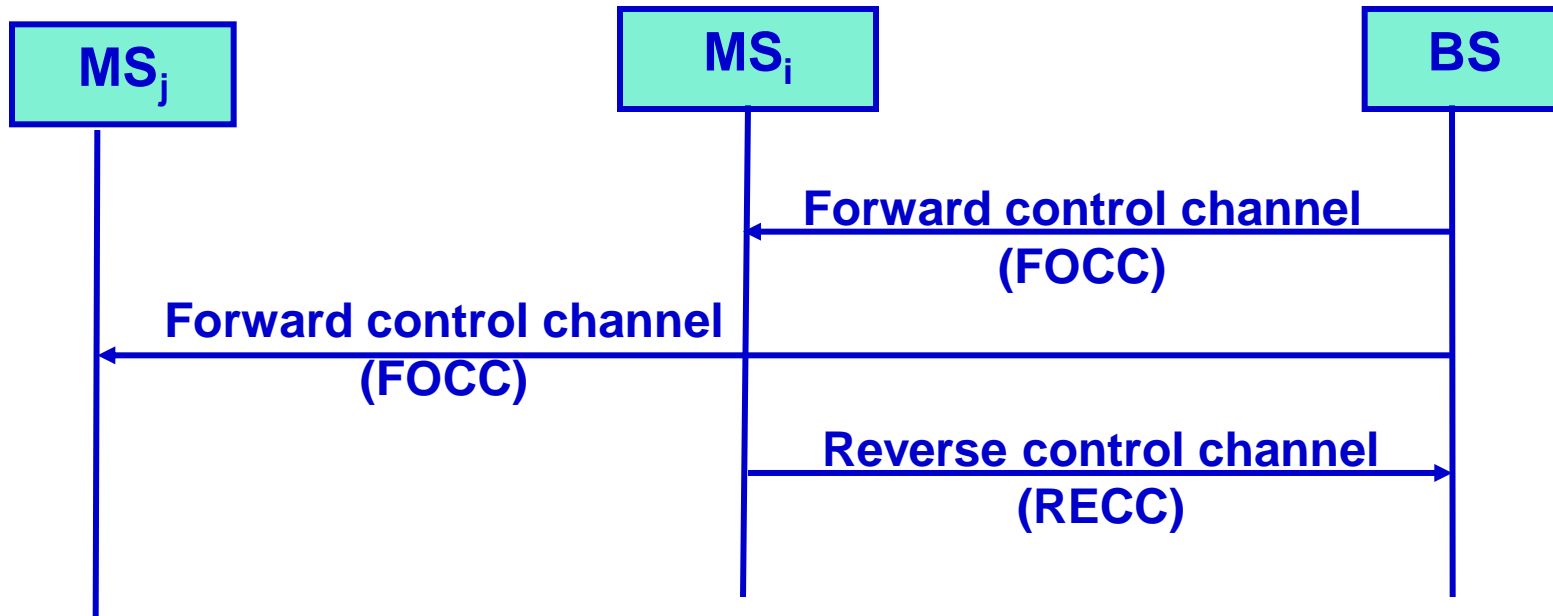 MSj
MSi
BS
Forward control channel
(FOCC)
Forward control channel
(FOCC)
Reverse control channel
(RECC)